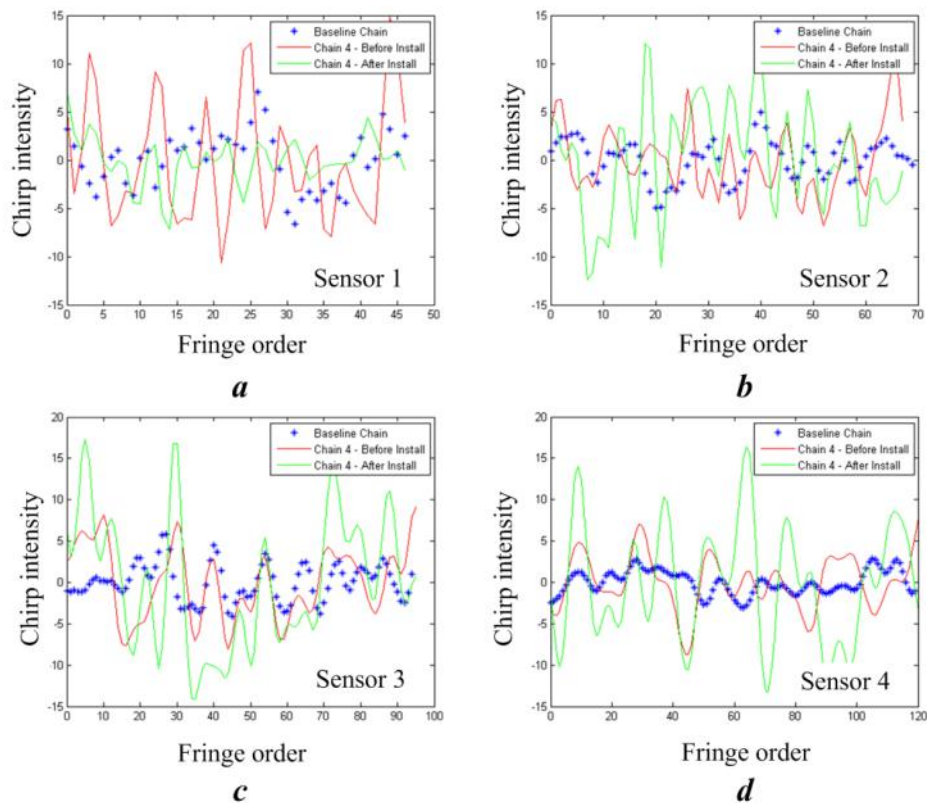 15
10
5
0
-5
-10
-15
Chirp intensity
Baseline Chain
Chain 4 - Before Install
Chain 4 - After Install
Sensor 1
0 5 10 15 20 25 30 35 40 45 50
Fringe order
a
15
10
5
0
-5
-10
-15
Chirp intensity
Baseline Chain
Chain 4 - Before Install
Chain 4 - After Install
Sensor 2
0 10 20 30 40 50 60 70
Fringe order
b
20
15
10
5
0
-5
-10
-15
Chirp intensity
Baseline Chain
Chain 4 - Before Install
Chain 4 - After Install
Sensor 3
0 10 20 30 40 50 60 70 80 90 100
Fringe order
c
20
15
10
5
0
-5
-10
-15
Chirp intensity
Baseline Chain
Chain 4 - Before Install
Chain 4 - After Install
Sensor 4
0 20 40 60 80 100 120
Fringe order
d